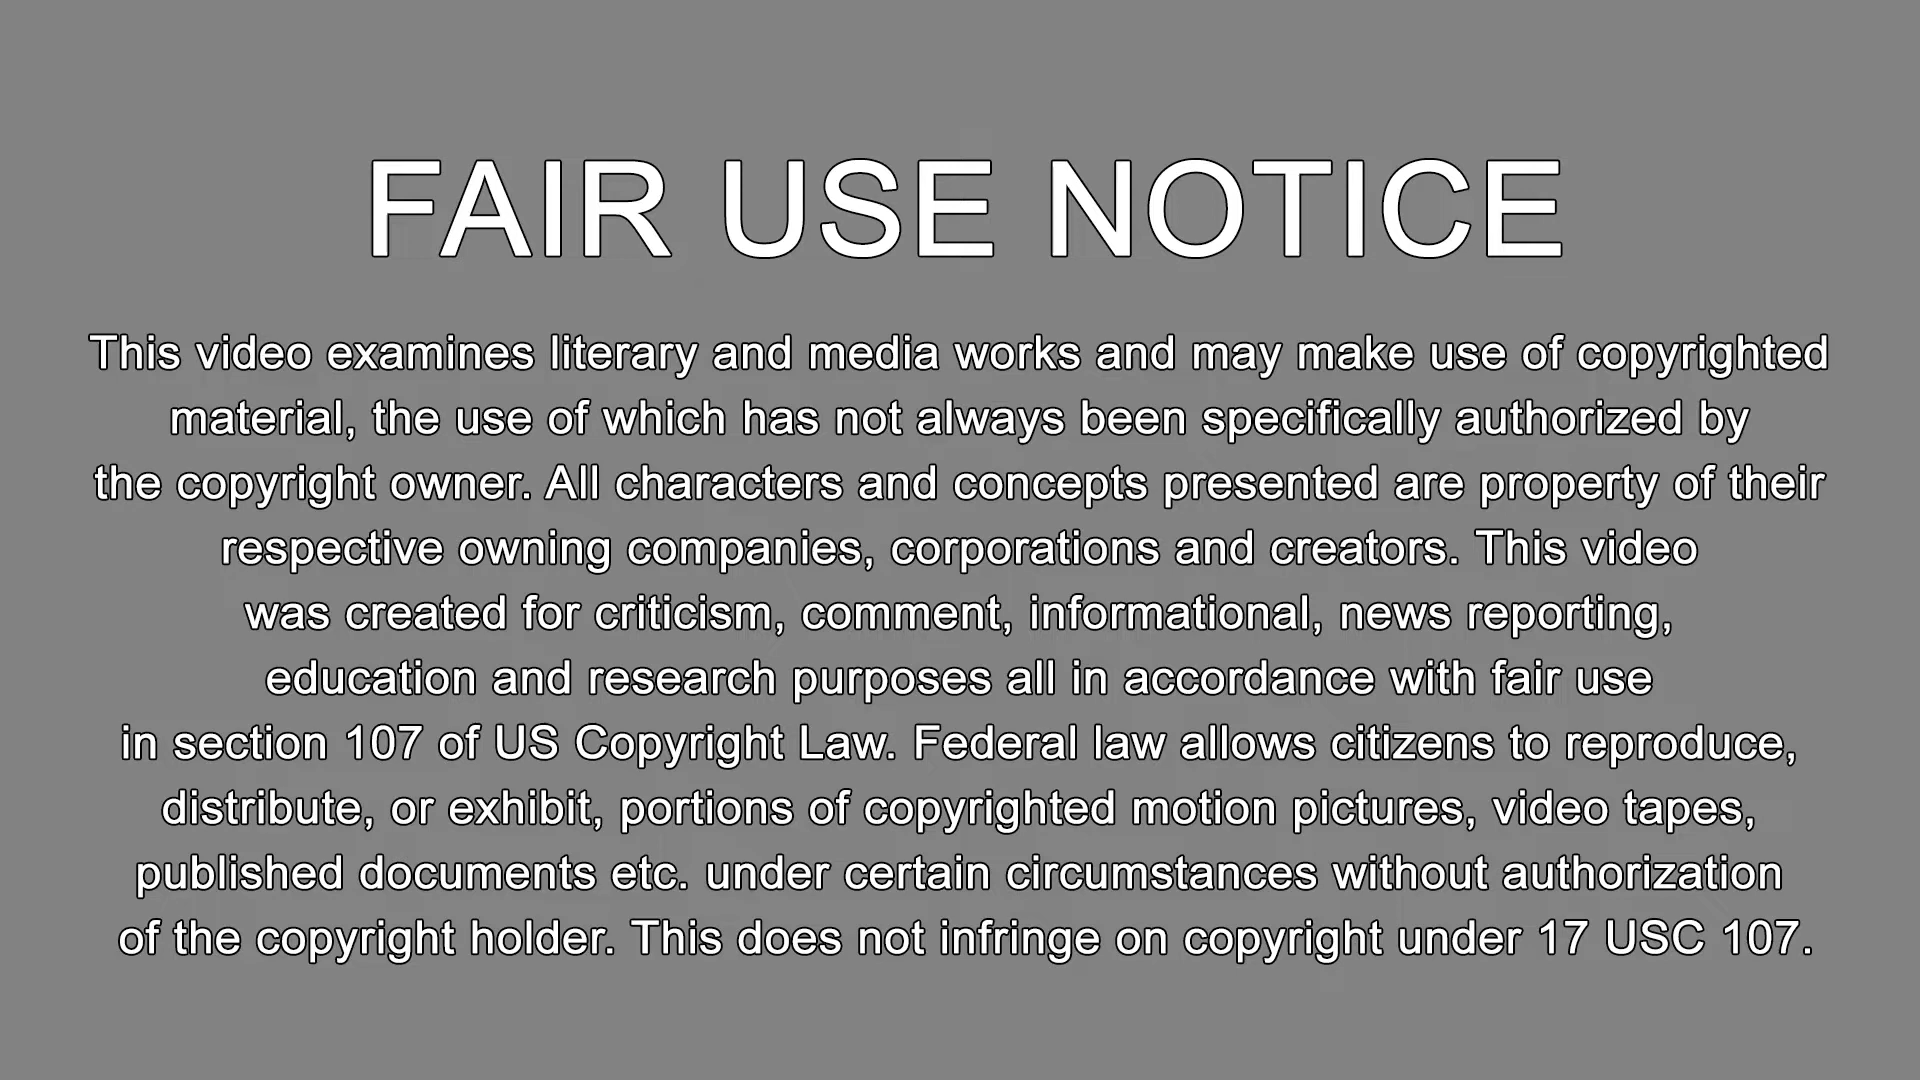 FAIR USE NOTICE
This video examines literary and media works and may make use of copyrighted
material, the use of which has not always been specifically authorized by
the copyright owner. All characters and concepts presented are property of their
respective owning companies, corporations and creators. This video
was created for criticism, comment, informational, news reporting,
education and research purposes all in accordance with fair use
in section 107 of US Copyright Law. Federal law allows citizens to reproduce,
distribute, or exhibit, portions of copyrighted motion pictures, video tapes,
published documents etc. under certain circumstances without authorization
of the copyright holder. This does not infringe on copyright under 17 USC 107.